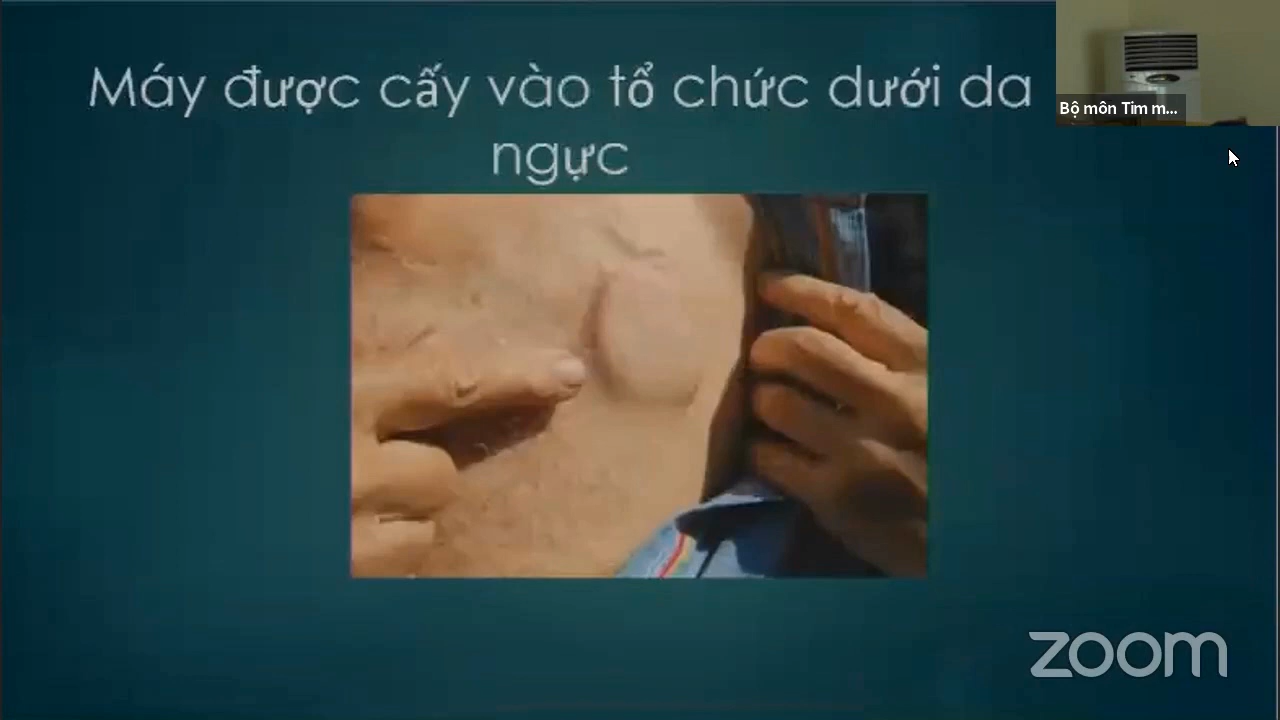 Máy được cấy vào tổ chức dưới da
ngực
Bộ môn Tim m...
zoom